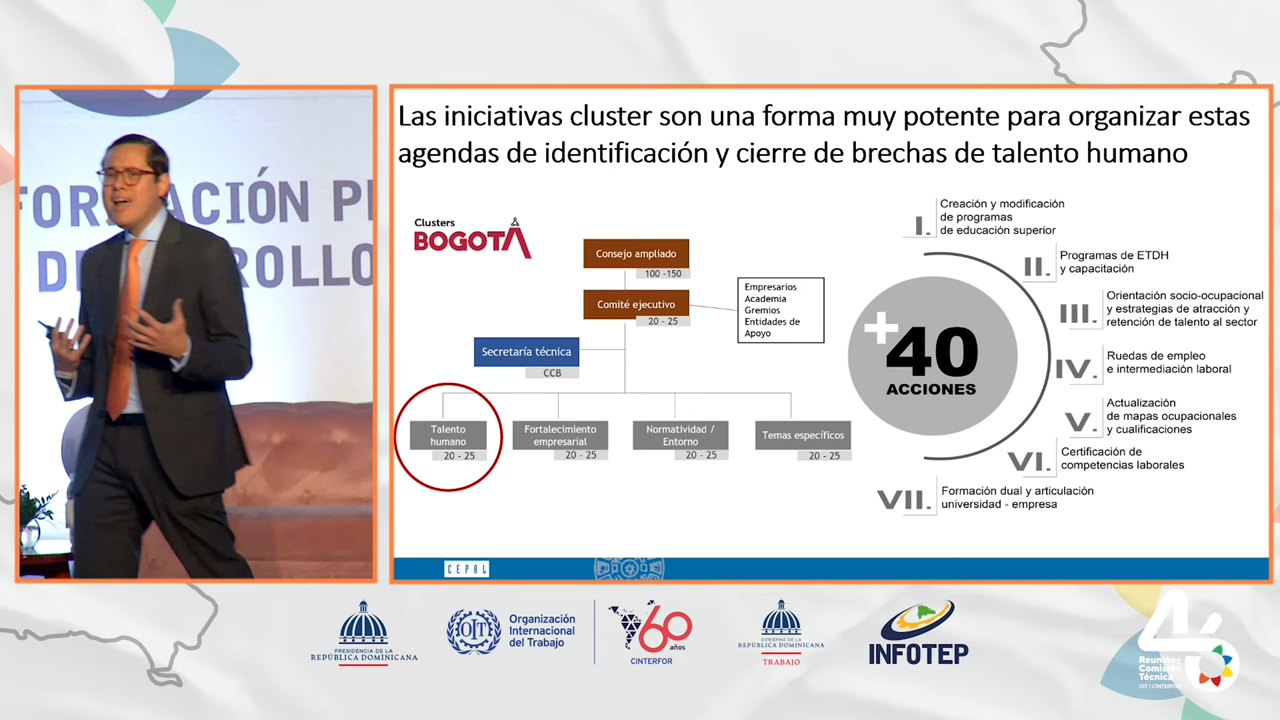 FORMACIÓN P
DESARROLLO
Las iniciativas cluster son una forma muy potente para organizar estas
agendas de identificación y cierre de brechas de talento humano
Clusters
BOGOTÁ
Consejo ampliado
100 -150
Comité ejecutivo
20 - 25
Empresarios
Academia
Gremios
Entidades de
Apoyo
Secretaría técnica
CCB
Talento
humano
20 - 25
Fortalecimiento
empresarial
20 - 25
Normatividad /
Entorno
20 - 25
Temas específicos
20 - 25
+40
ACCIONES
I. Creación y modificación
de programas
de educación superior
II. Programas de ETDH
y capacitación
III. Orientación socio-ocupacional
y estrategias de atracción y
retención de talento al sector
IV. Ruedas de empleo
e intermediación laboral
V. Actualización
de mapas ocupacionales
y cualificaciones
VI. Certificación de
competencias laborales
VII. Formación dual y articulación
universidad - empresa
CEPAL
PRESIDENCIA DE LA
REPÚBLICA DOMINICANA
OIT
Organización
Internacional
del Trabajo
60
años
CINTERFOR
GOBIERNO DE LA
REPÚBLICA DOMINICANA
TRABAJO
INFOTEP
46
Reunión
Comisión
Técnica
OIT | CINTERFOR